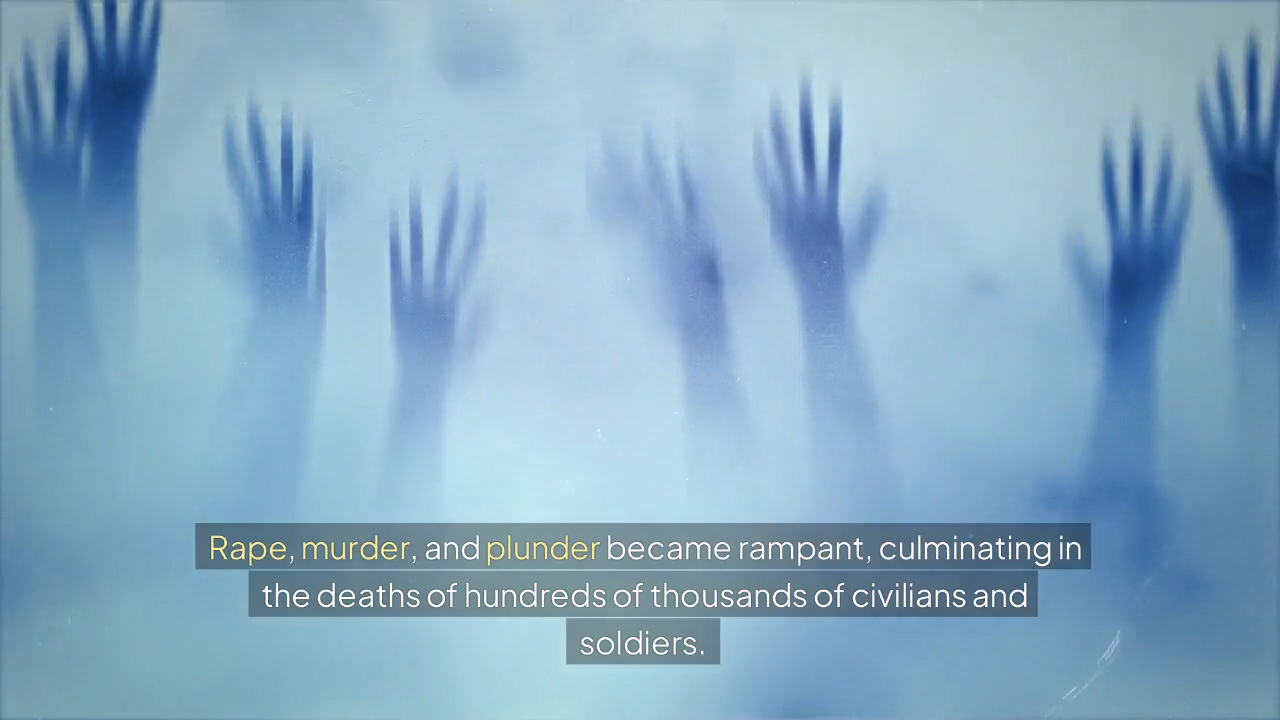 Rape, murder, and plunder became rampant, culminating in
the deaths of hundreds of thousands of civilians and
soldiers.